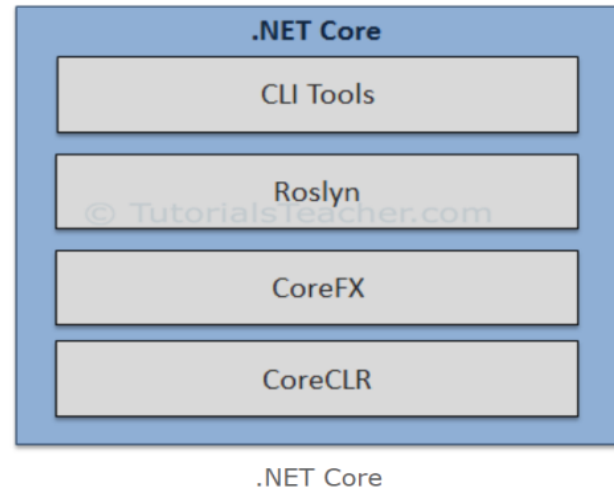 .NET Core
CLI Tools
Roslyn
© TutorialsTeacher.com
CoreFX
CoreCLR
.NET Core